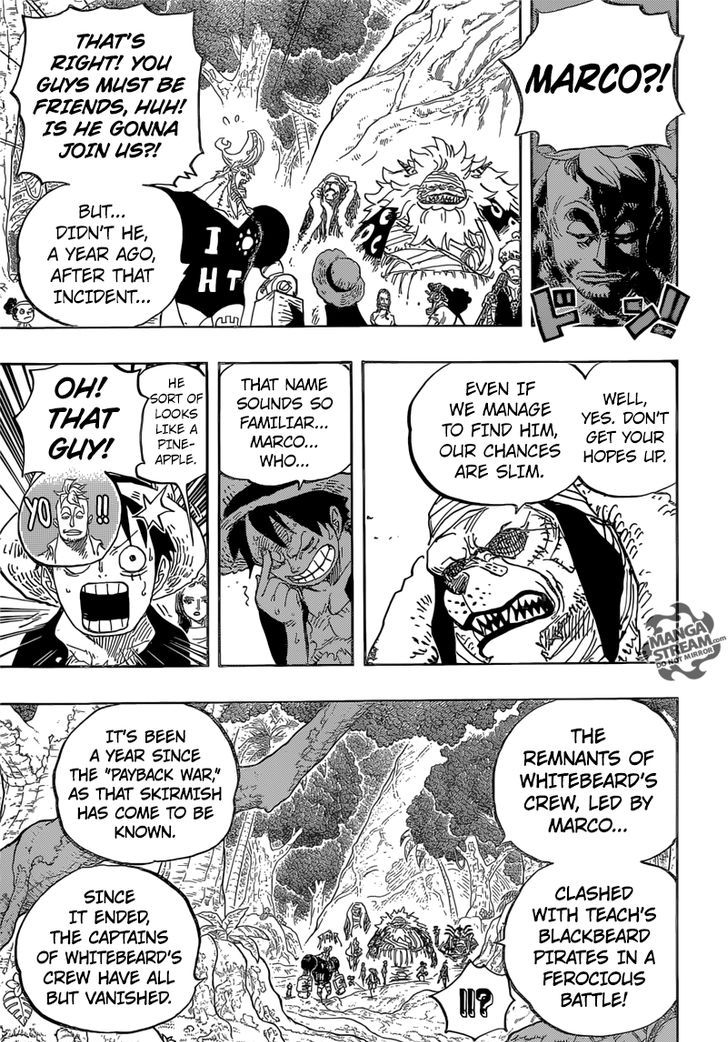 MARCO?!
ドン!!
THAT'S
RIGHT! YOU
GUYS MUST BE
FRIENDS, HUH!
IS HE GONNA
JOIN US?!
BUT...
DIDN'T HE,
A YEAR AGO,
AFTER THAT
INCIDENT...
I
HT
WELL,
YES. DON'T
GET YOUR
HOPES UP.
EVEN IF
WE MANAGE
TO FIND HIM,
OUR CHANCES
ARE SLIM.
THAT NAME
SOUNDS SO
FAMILIAR...
MARCO...
WHO...
HE
SORT OF
LOOKS
LIKE A
PINE-
APPLE.
OH!
THAT
GUY!
YO!!
MANGA
STREAM.com
DO NOT MIRROR
THE
REMNANTS OF
WHITEBEARD'S
CREW, LED BY
MARCO...
CLASHED
WITH TEACH'S
BLACKBEARD
PIRATES IN A
FEROCIOUS
BATTLE!
!!?
IT'S BEEN
A YEAR SINCE
THE "PAYBACK WAR,"
AS THAT SKIRMISH
HAS COME TO BE
KNOWN.
SINCE
IT ENDED,
THE CAPTAINS
OF WHITEBEARD'S
CREW HAVE ALL
BUT VANISHED.